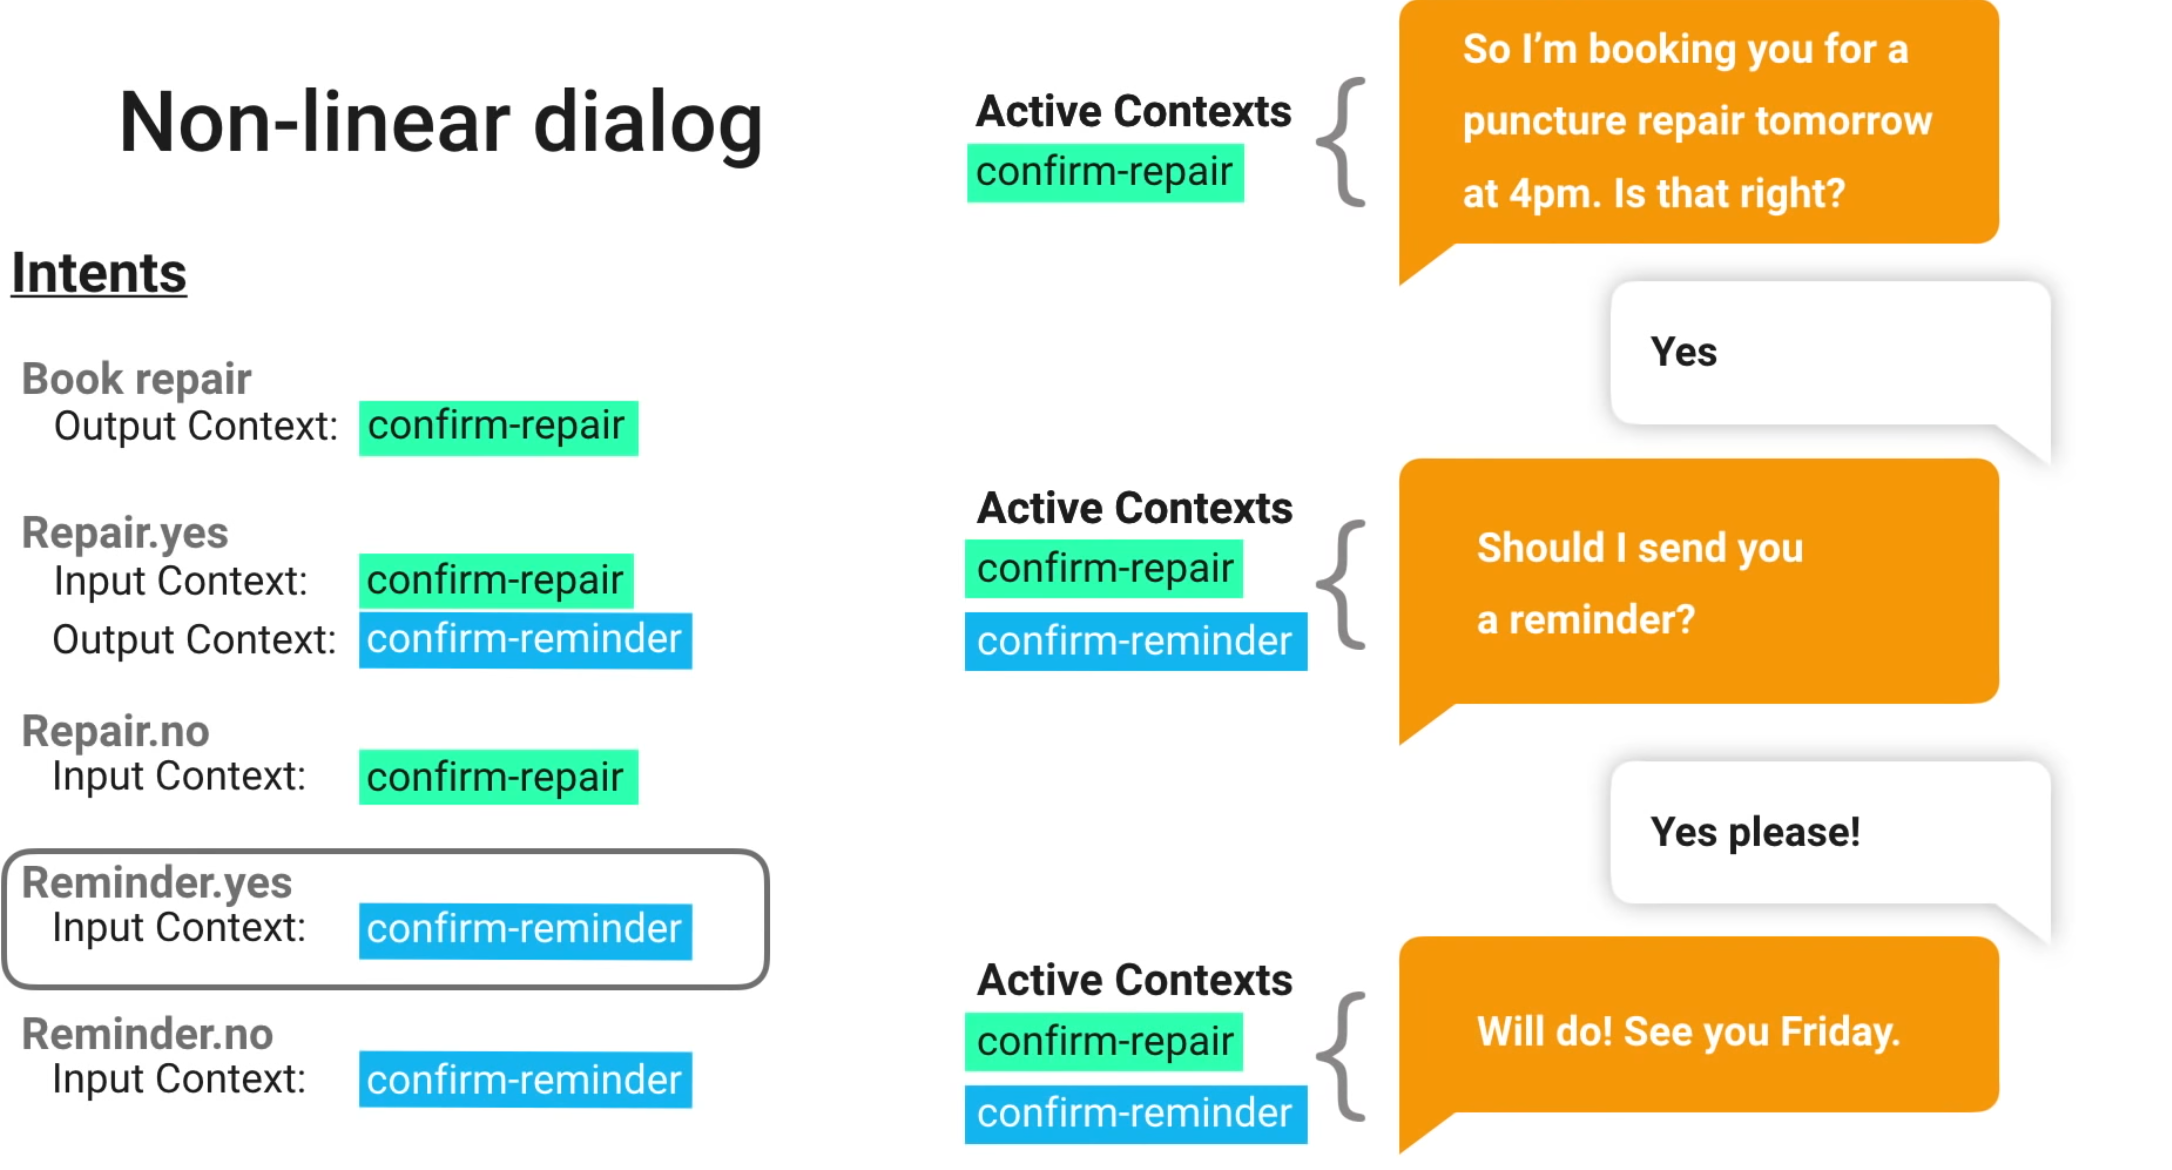 Non-linear dialog
Intents
Book repair
Output Context: confirm-repair
Repair.yes
Input Context: confirm-repair
Output Context: confirm-reminder
Repair.no
Input Context: confirm-repair
Reminder.yes
Input Context: confirm-reminder
Reminder.no
Input Context: confirm-reminder
Active Contexts
confirm-repair
So I’m booking you for a
puncture repair tomorrow
at 4pm. Is that right?
Yes
Active Contexts
confirm-repair
confirm-reminder
Should I send you
a reminder?
Yes please!
Active Contexts
confirm-repair
confirm-reminder
Will do! See you Friday.